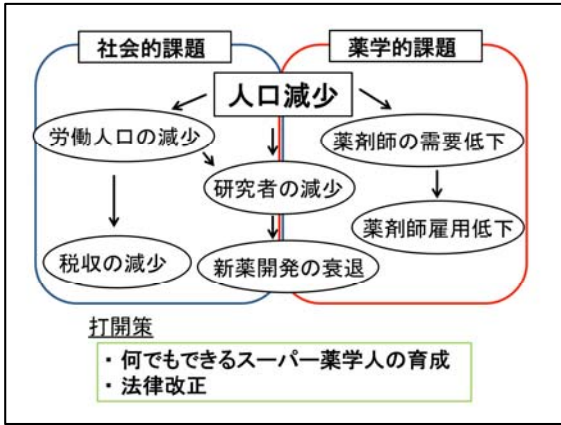 社会的課題
薬学的課題
人口減少
労働人口の減少
薬剤師の需要低下
研究者の減少
薬剤師雇用低下
税収の減少
新薬開発の衰退
打開策
・何でもできるスーパー薬学人の育成
・法律改正